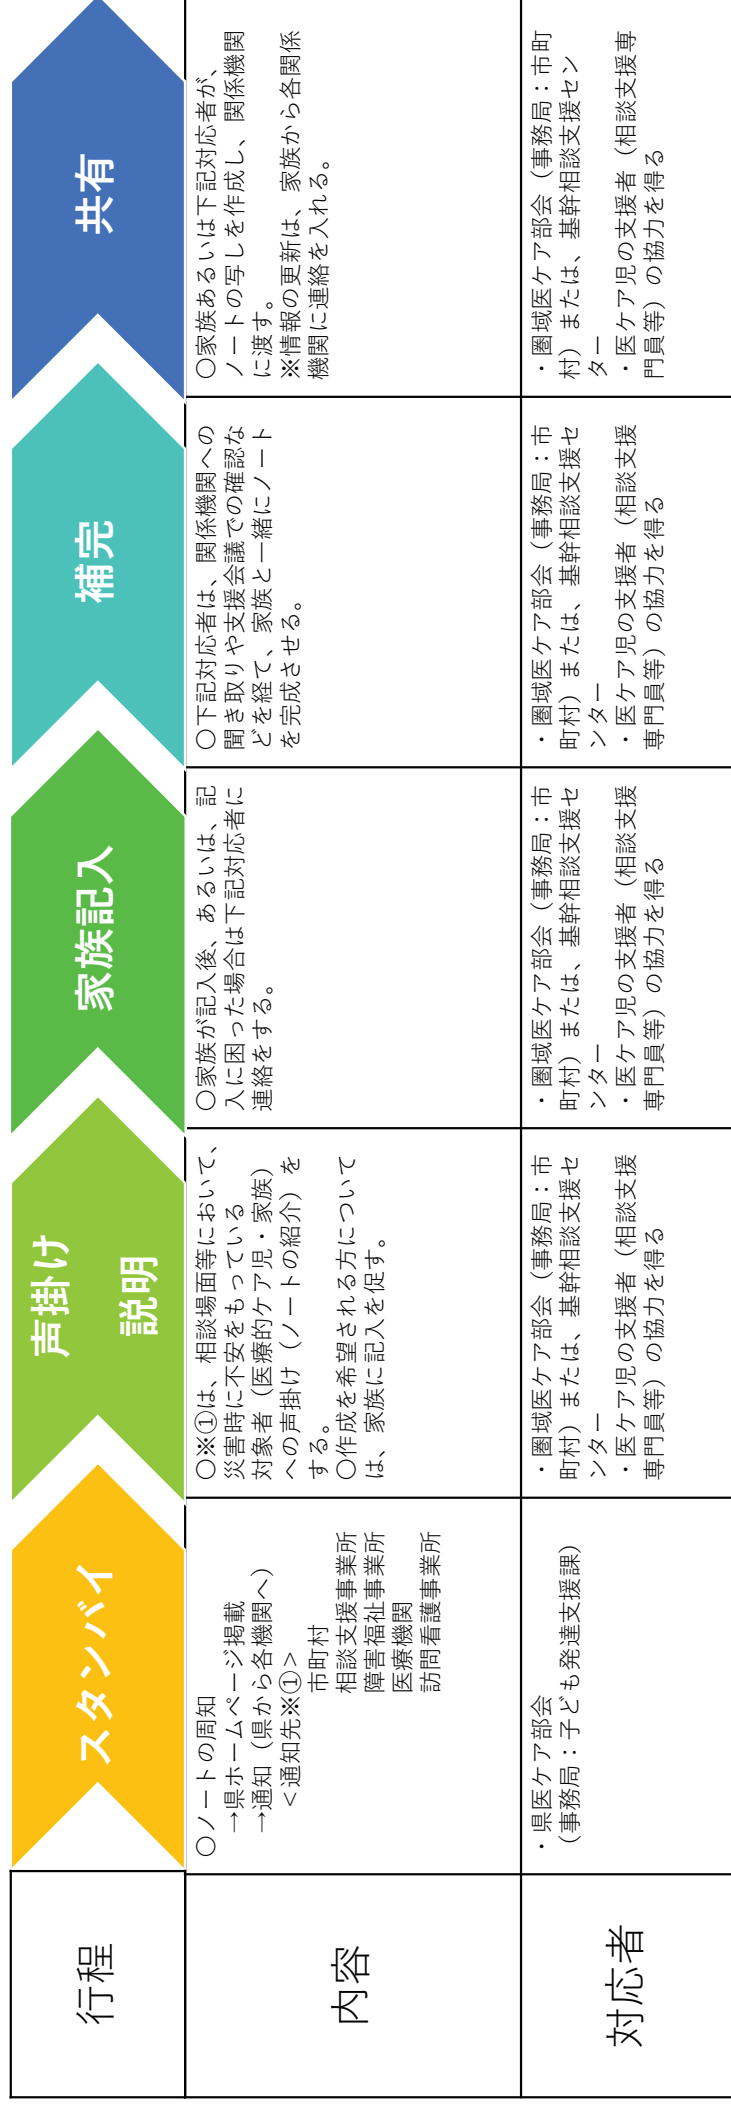 行程
スタンバイ
声掛け
説明
家族記入
補完
共有
内容
〇ノートの周知
→県ホームページ掲載
→通知（県から各機関へ）
＜通知先※①＞
市町村
相談支援事業所
障害福祉事業所
医療機関
訪問看護事業所
〇※①は、相談場面等において、
災害時に不安をもっている
対象者（医療的ケア児・家族）
への声掛け（ノートの紹介）を
する。
〇作成を希望される方について
は、家族に記入を促す。
〇家族が記入後、あるいは、記
入に困った場合は下記対応者に
連絡をする。
〇下記対応者は、関係機関への
聞き取りや支援会議での確認な
どを経て、家族と一緒にノート
を完成させる。
〇家族あるいは下記対応者が、
ノートの写しを作成し、関係機関
に渡す。
※情報の更新は、家族から各関係
機関に連絡を入れる。
対応者
・県医ケア部会
（事務局：子ども発達支援課）
・圏域医ケア部会（事務局：市
町村）または、基幹相談支援セ
ンター
・医ケア児の支援者（相談支援
専門員等）の協力を得る
・圏域医ケア部会（事務局：市
町村）または、基幹相談支援セ
ンター
・医ケア児の支援者（相談支援
専門員等）の協力を得る
・圏域医ケア部会（事務局：市
町村）または、基幹相談支援セ
ンター
・医ケア児の支援者（相談支援
専門員等）の協力を得る
・圏域医ケア部会（事務局：市町
村）または、基幹相談支援セン
ター
・医ケア児の支援者（相談支援専
門員等）の協力を得る